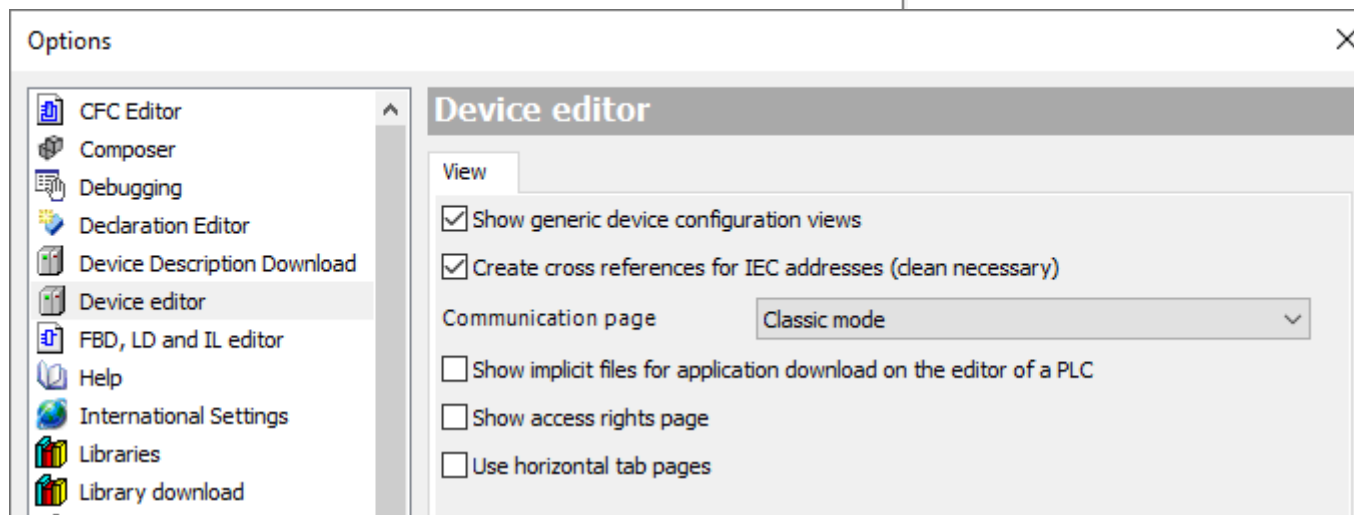 Options
CFC Editor
Composer
Debugging
Declaration Editor
Device Description Download
Device editor
FBD, LD and IL editor
Help
International Settings
Libraries
Library download
Device editor
View
Show generic device configuration views
Create cross references for IEC addresses (clean necessary)
Communication page
Classic mode
Show implicit files for application download on the editor of a PLC
Show access rights page
Use horizontal tab pages